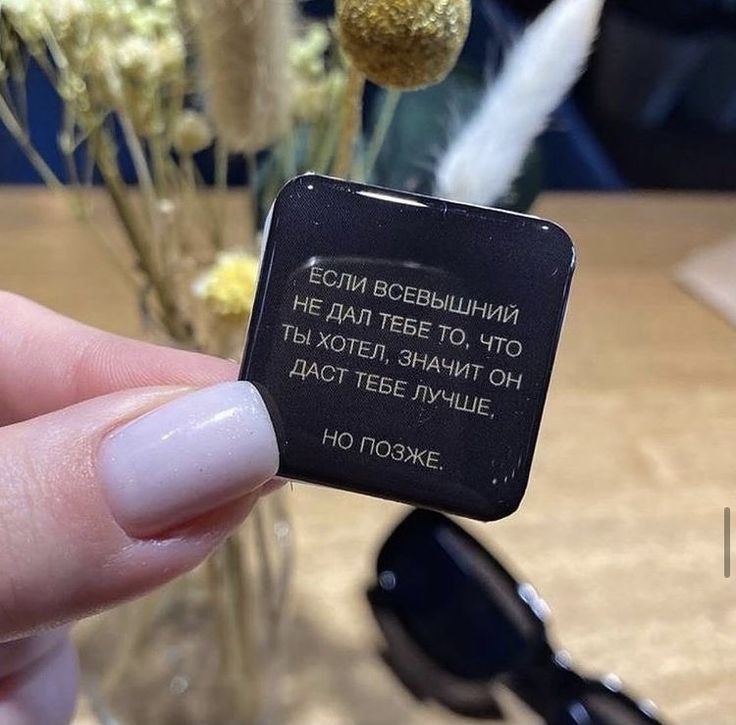 ЕСЛИ ВСЕВЫШНИЙ
НЕ ДАЛ ТЕБЕ ТО, ЧТО
ТЫ ХОТЕЛ, ЗНАЧИТ ОН
ДАСТ ТЕБЕ ЛУЧШЕ,
НО ПОЗЖЕ.